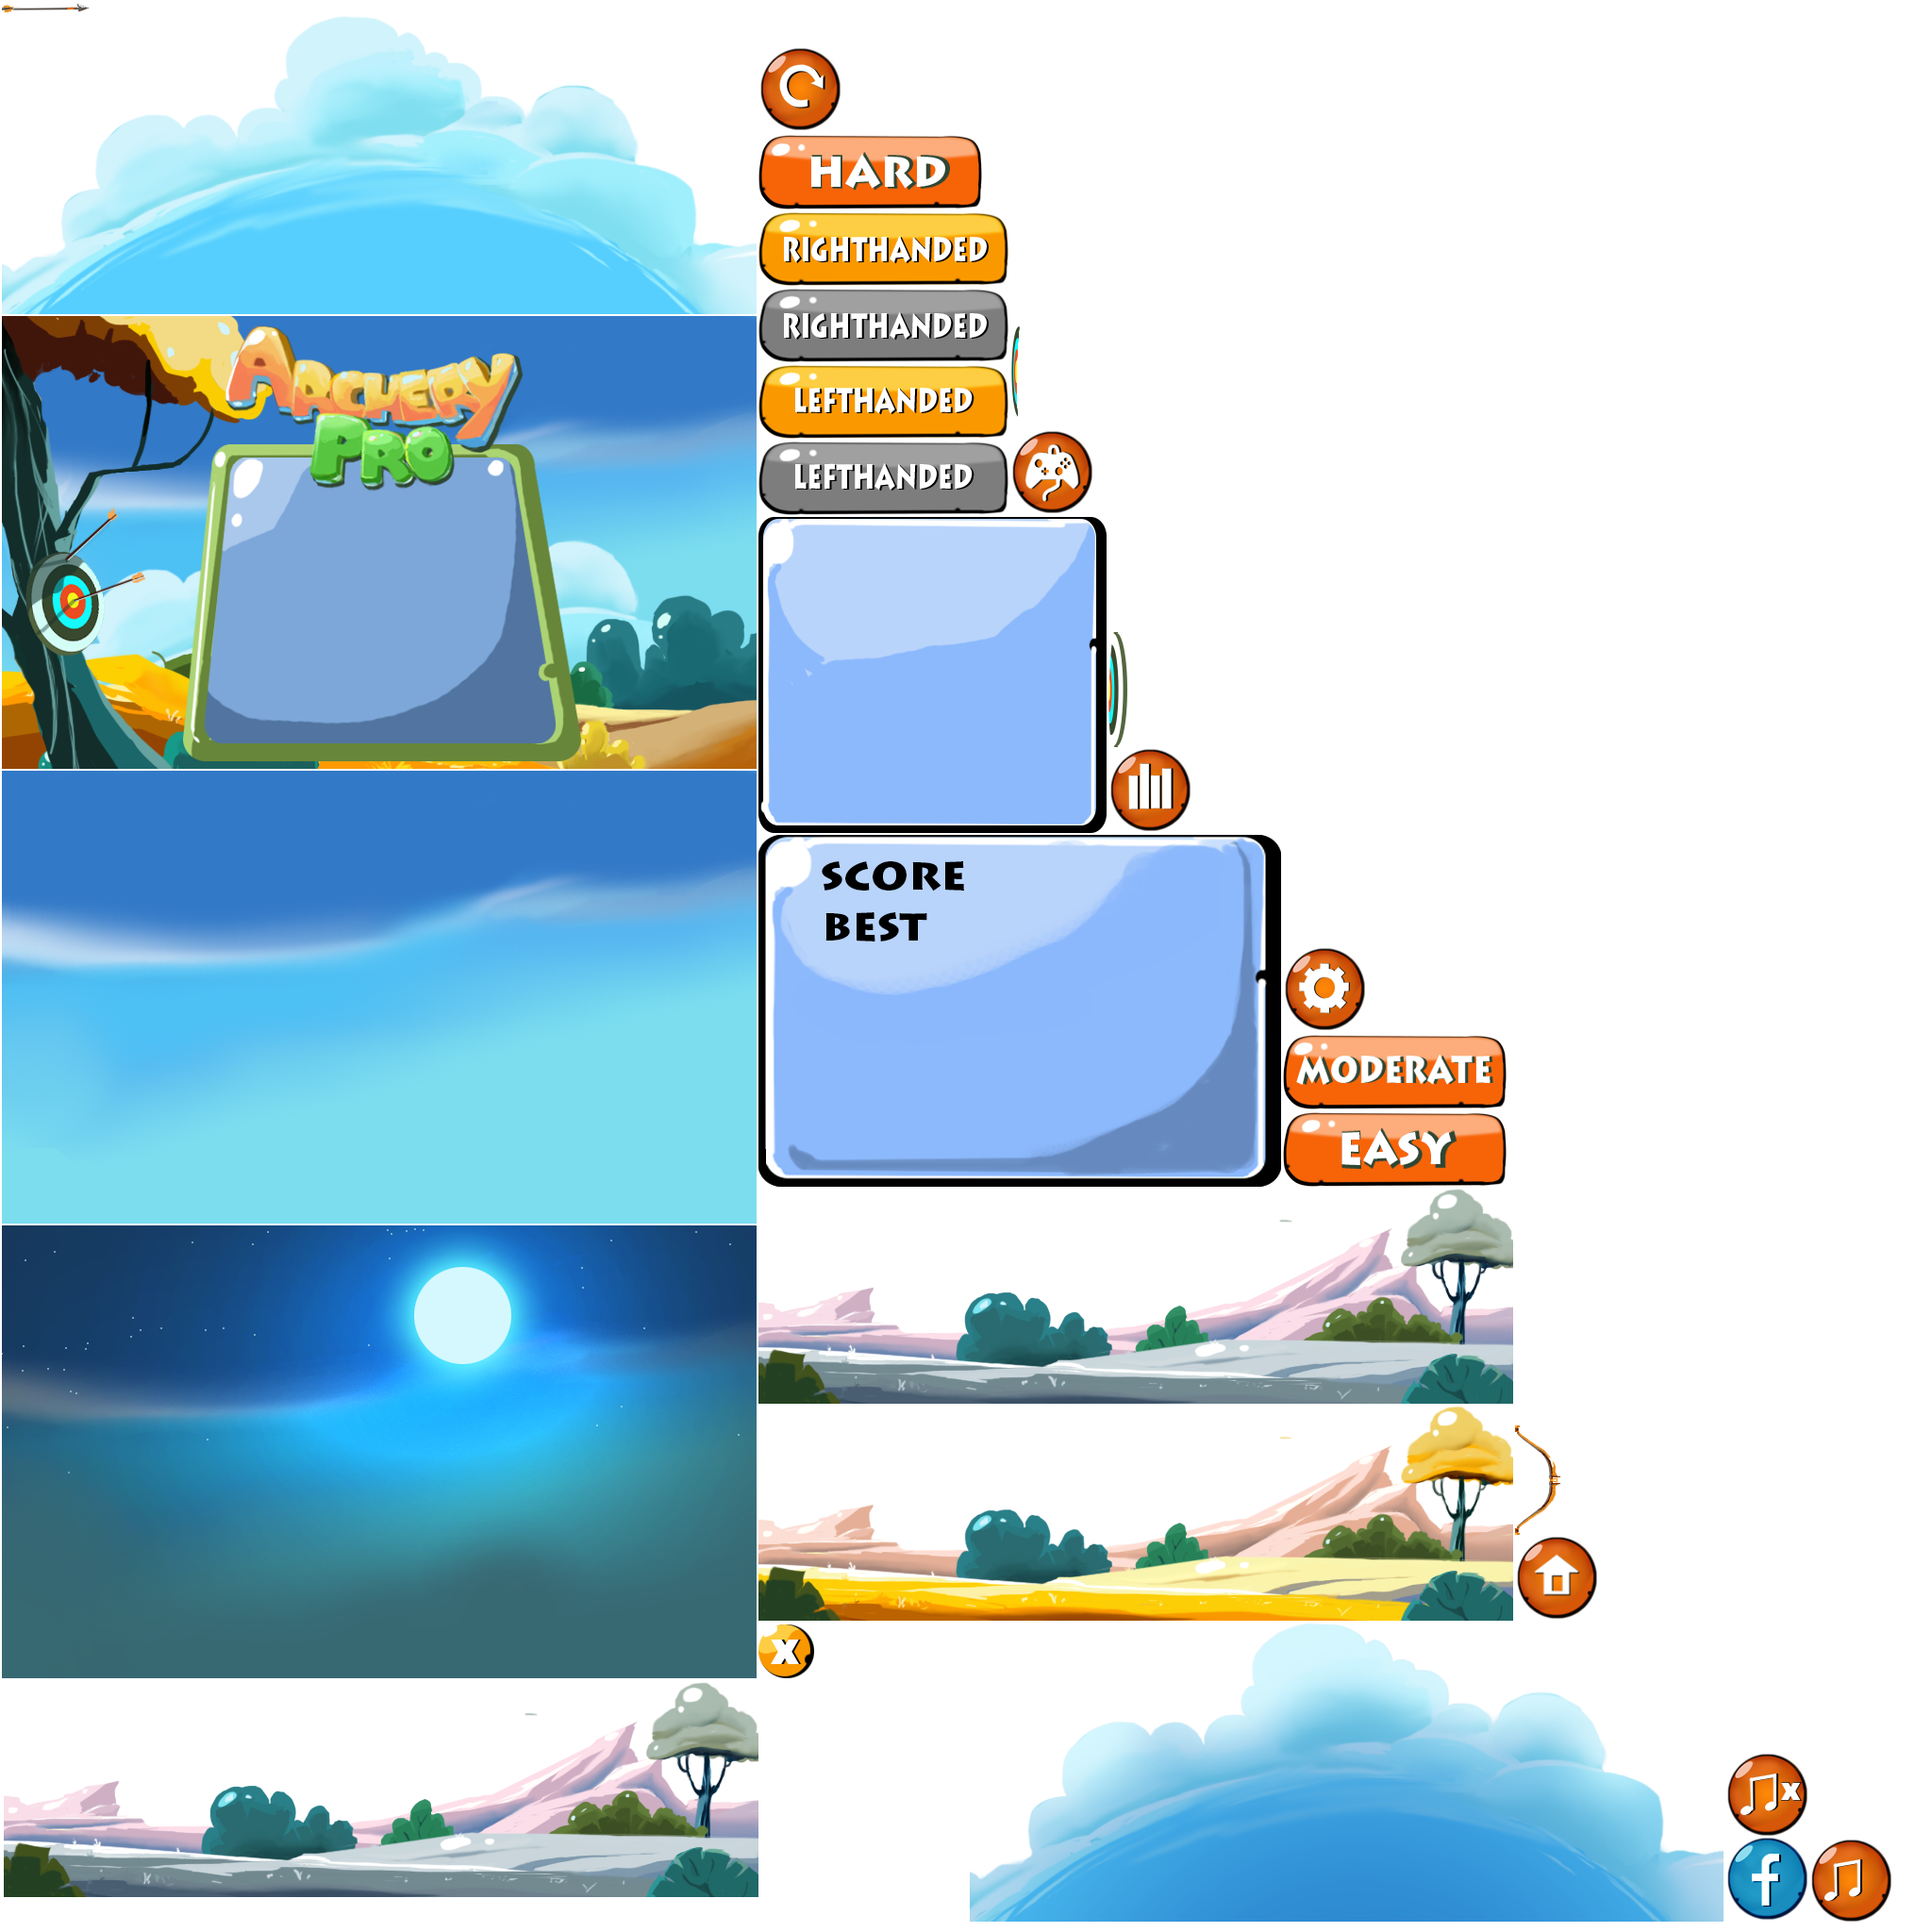 HARD
RIGHTHANDED
RIGHTHANDED
ARCHERY
PRO
LEFTHANDED
LEFTHANDED
SCORE
BEST
MODERATE
EASY
X
X
f